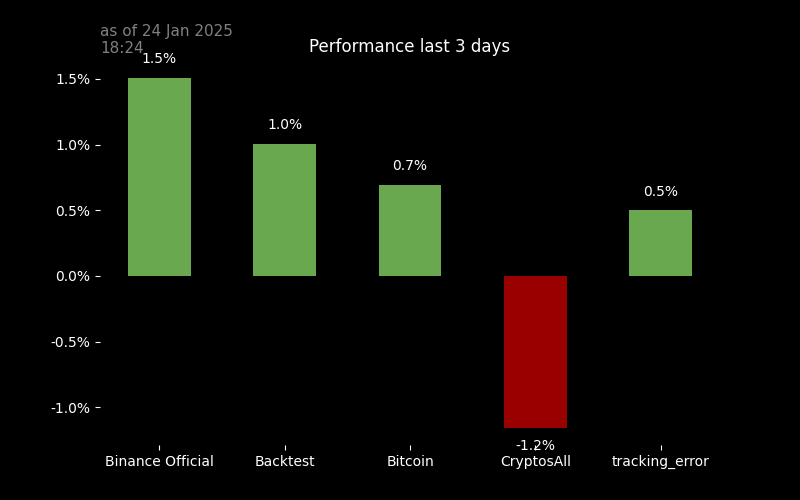 as of 24 Jan 2025
18:24
Performance last 3 days
1.5%
1.0%
0.7%
-1.2%
0.5%
1.5%
1.0%
0.5%
0.0%
-0.5%
-1.0%
Binance Official
Backtest
Bitcoin
CryptosAll
tracking_error